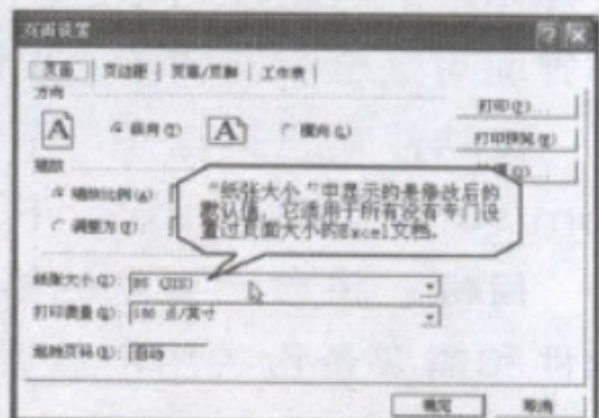 页面设置
页面 页边距 页眉/页脚 工作表
方向
打印(P)...
A 纵向(T) A 横向(L)
打印预览(W)
缩放
缩放比例(A):
调整为(F):
“纸张大小”中显示的是修改后的
默认值，它适用于所有没有专门设
置过页面大小的Excel文档。
纸张大小(Z): B5 (JIS)
打印质量(Q): 点/英寸
起始页码(R): 自动
确定 取消